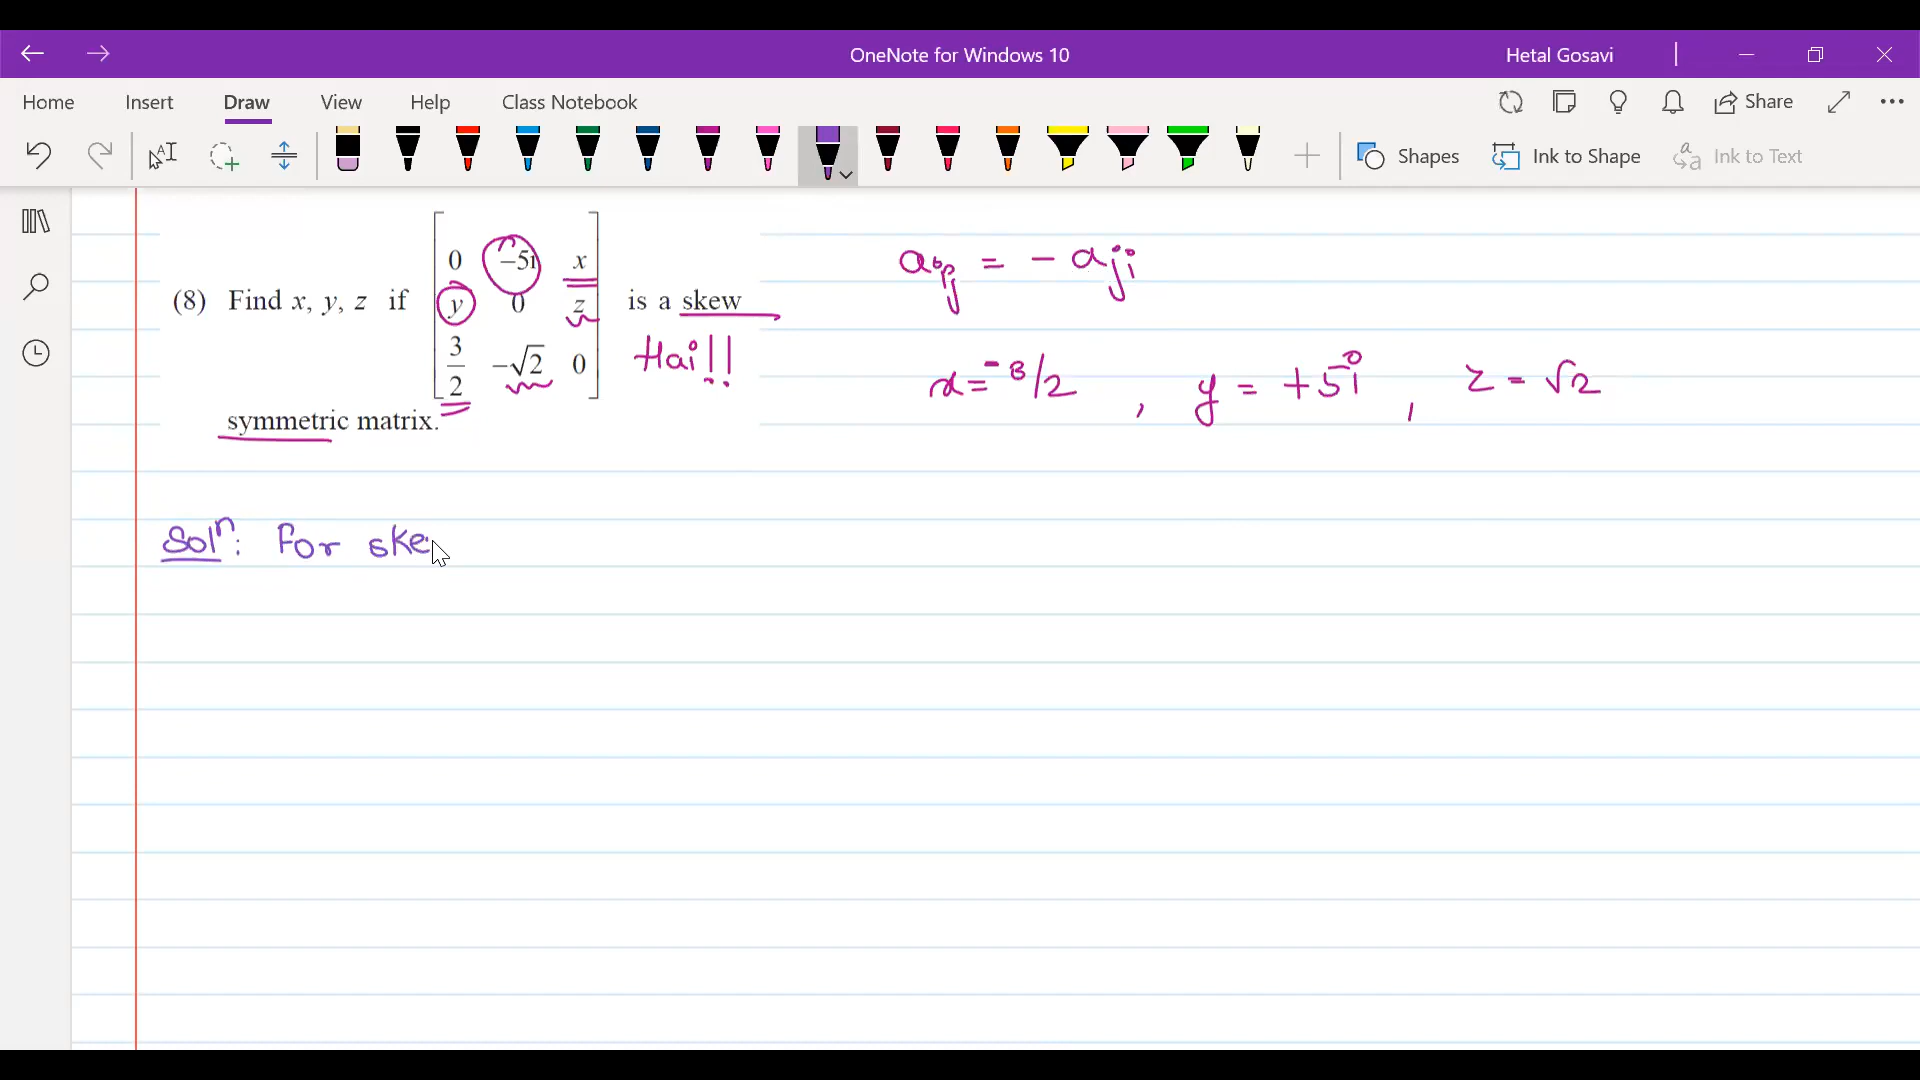 OneNote for Windows 10
Hetal Gosavi
Home Insert Draw View Help Class Notebook
Share
Shapes Ink to Shape Ink to Text
(8) Find x, y, z if [0 −5i x
y 0 z
3/2 −√2 0] is a skew
symmetric matrix.
Hai!!
aij = − aji
x = -3/2 , y = +5i , z = √2
Solⁿ: For ske